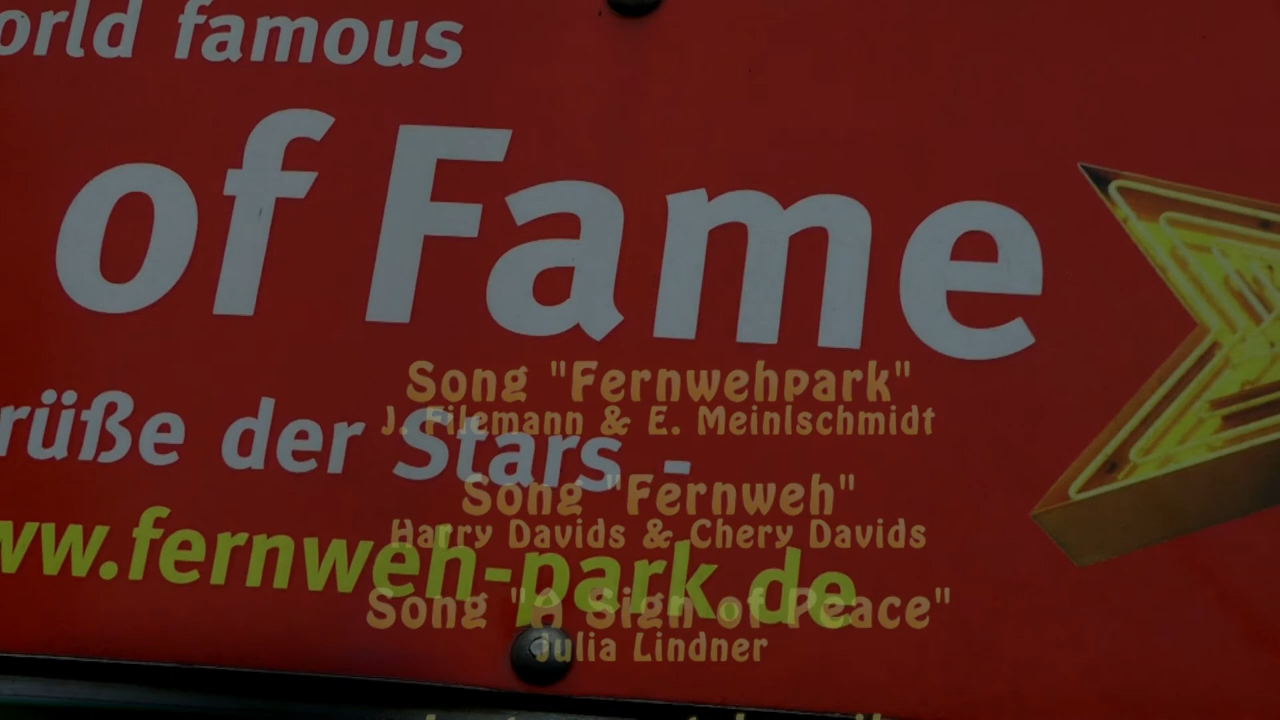 orld famous
of Fame
rüße der Stars -
ww.fernweh-park.de
Song "Fernwehpark"
J. Filemann & E. Meinlschmidt
Song "Fernweh"
Harry Davids & Chery Davids
Song "A Sign of Peace"
Julia Lindner